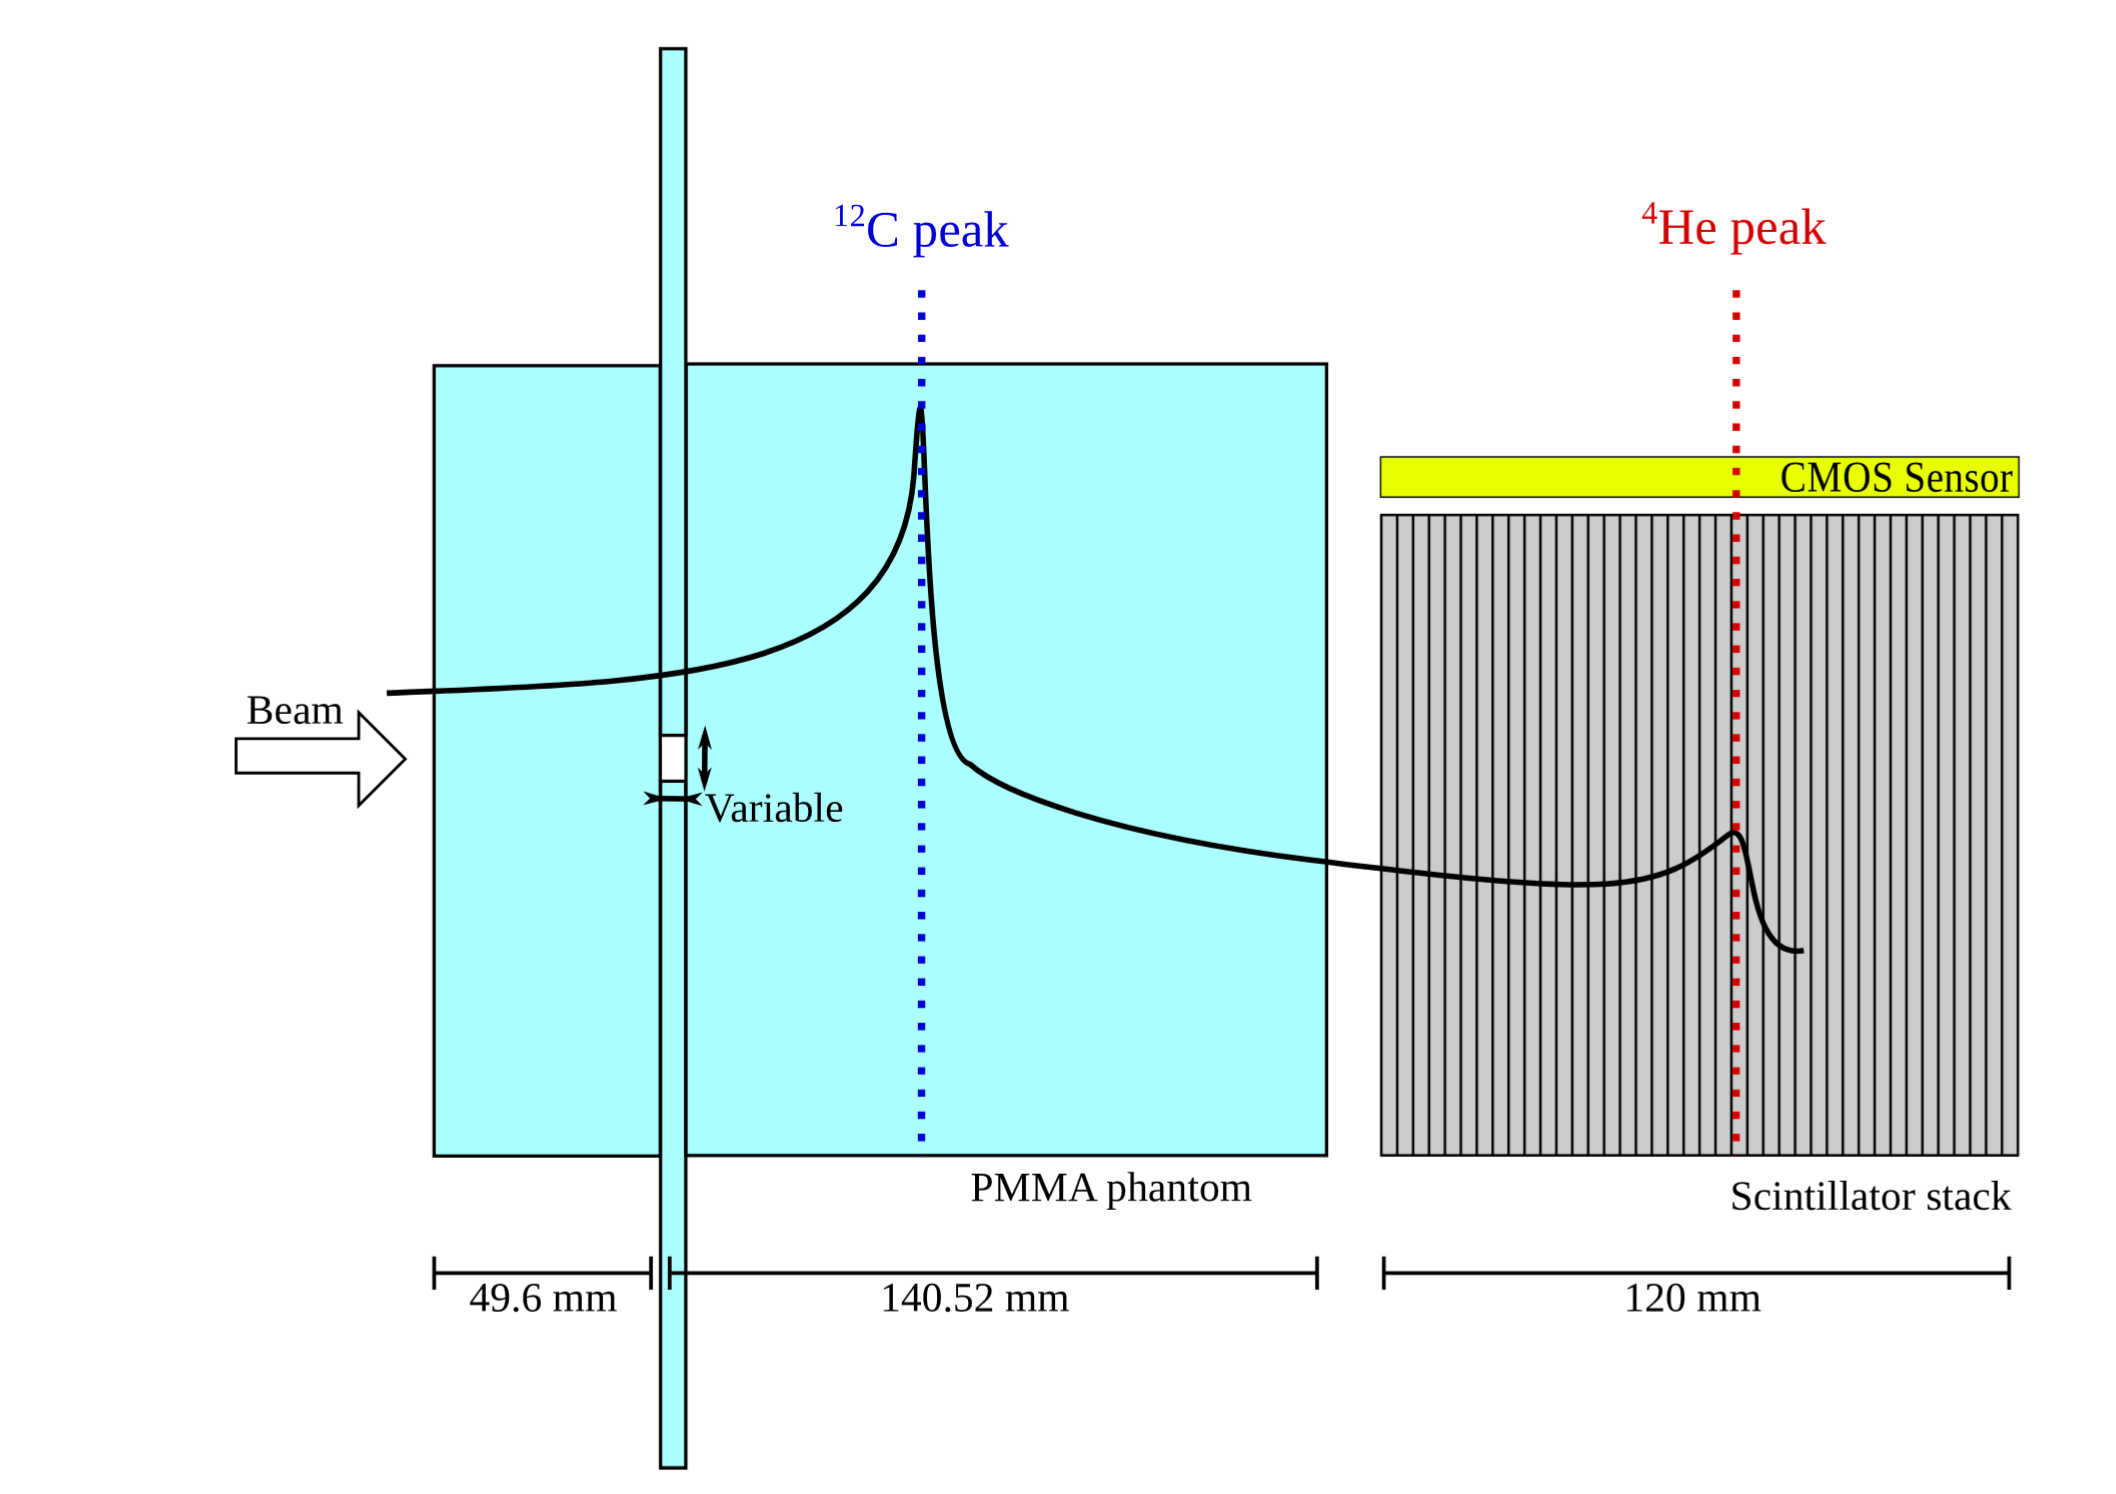 ¹²C peak
⁴He peak
CMOS Sensor
Beam
Variable
PMMA phantom
Scintillator stack
49.6 mm
140.52 mm
120 mm